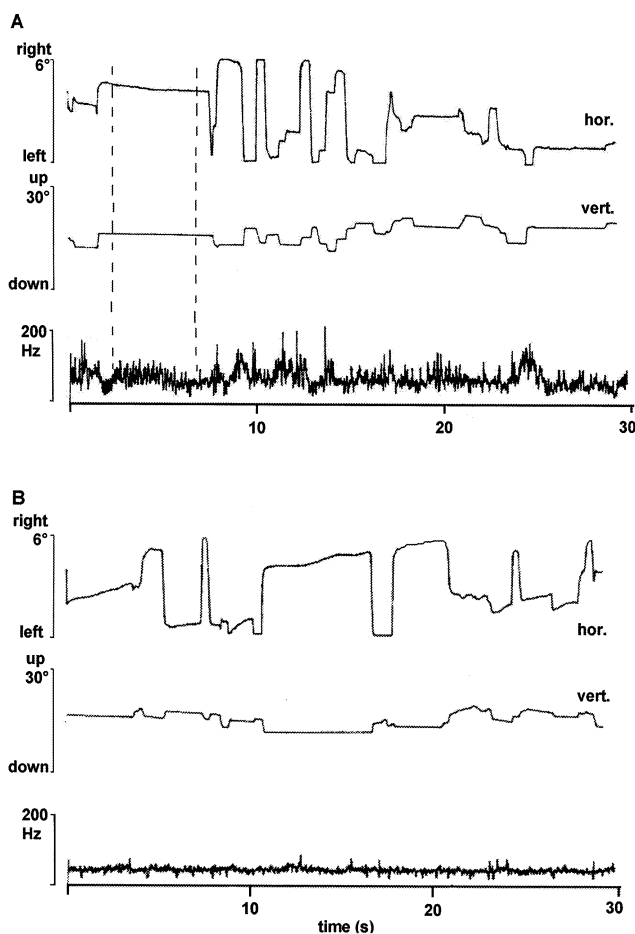 A
right
6°
hor.
left
up
30°
vert.
down
200
Hz
10
20
30
B
right
6°
left
hor.
up
30°
vert.
down
200
Hz
10
20
30
time (s)